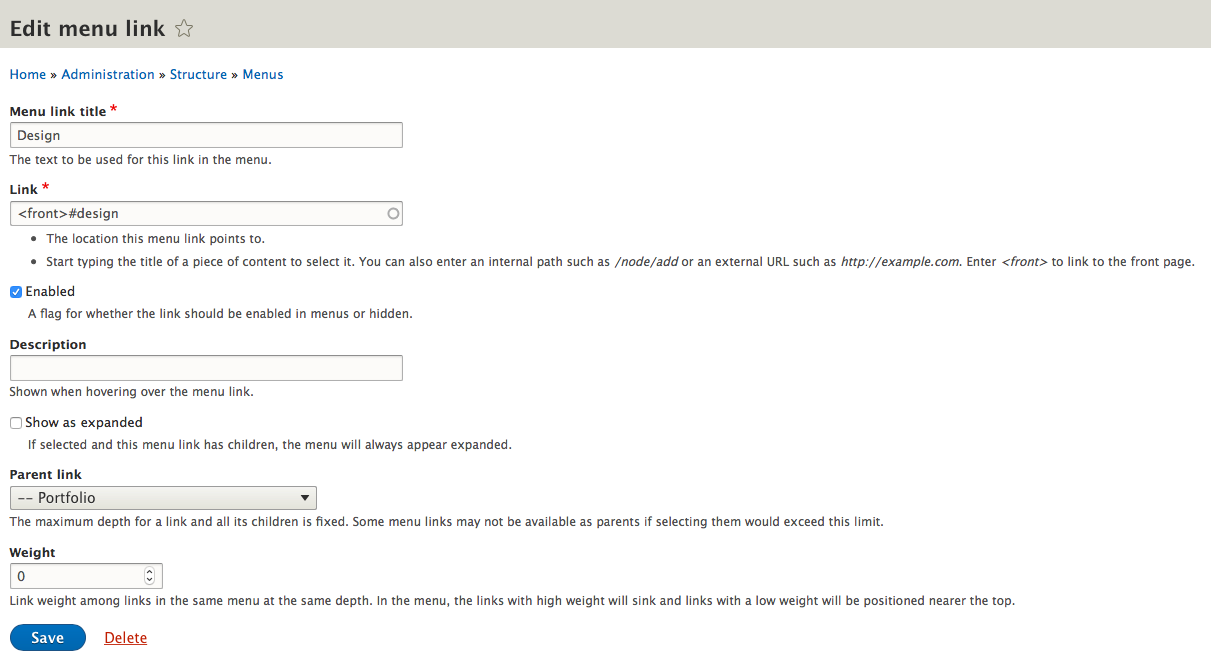 Edit menu link
Home » Administration » Structure » Menus
Menu link title *
Design
The text to be used for this link in the menu.
Link *
<front>#design
• The location this menu link points to.
• Start typing the title of a piece of content to select it. You can also enter an internal path such as /node/add or an external URL such as http://example.com. Enter <front> to link to the front page.
Enabled
A flag for whether the link should be enabled in menus or hidden.
Description
Shown when hovering over the menu link.
Show as expanded
If selected and this menu link has children, the menu will always appear expanded.
Parent link
-- Portfolio
The maximum depth for a link and all its children is fixed. Some menu links may not be available as parents if selecting them would exceed this limit.
Weight
0
Link weight among links in the same menu at the same depth. In the menu, the links with high weight will sink and links with a low weight will be positioned nearer the top.
Save Delete